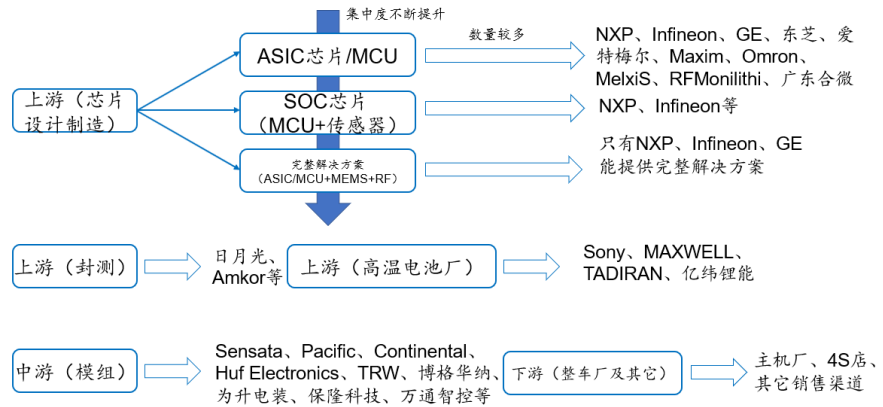 集中度不断提升
数量较多
ASIC芯片/MCU
NXP、Infineon、GE、东芝、爱
特梅尔、Maxim、Omron、
MelxiS、RFMonilithi、广东合微
上游（芯片
设计制造）
SOC芯片
（MCU+传感器）
NXP、Infineon等
完整解决方案
（ASIC/MCU+MEMS+RF）
只有NXP、Infineon、GE
能提供完整解决方案
上游（封测）
日月光、
Amkor等
上游（高温电池厂）
Sony、MAXWELL、
TADIRAN、亿纬锂能
中游（模组）
Sensata、Pacific、Continental、
Huf Electronics、TRW、博格华纳、
为升电装、保隆科技、万通智控等
下游（整车厂及其它）
主机厂、4S店、
其它销售渠道